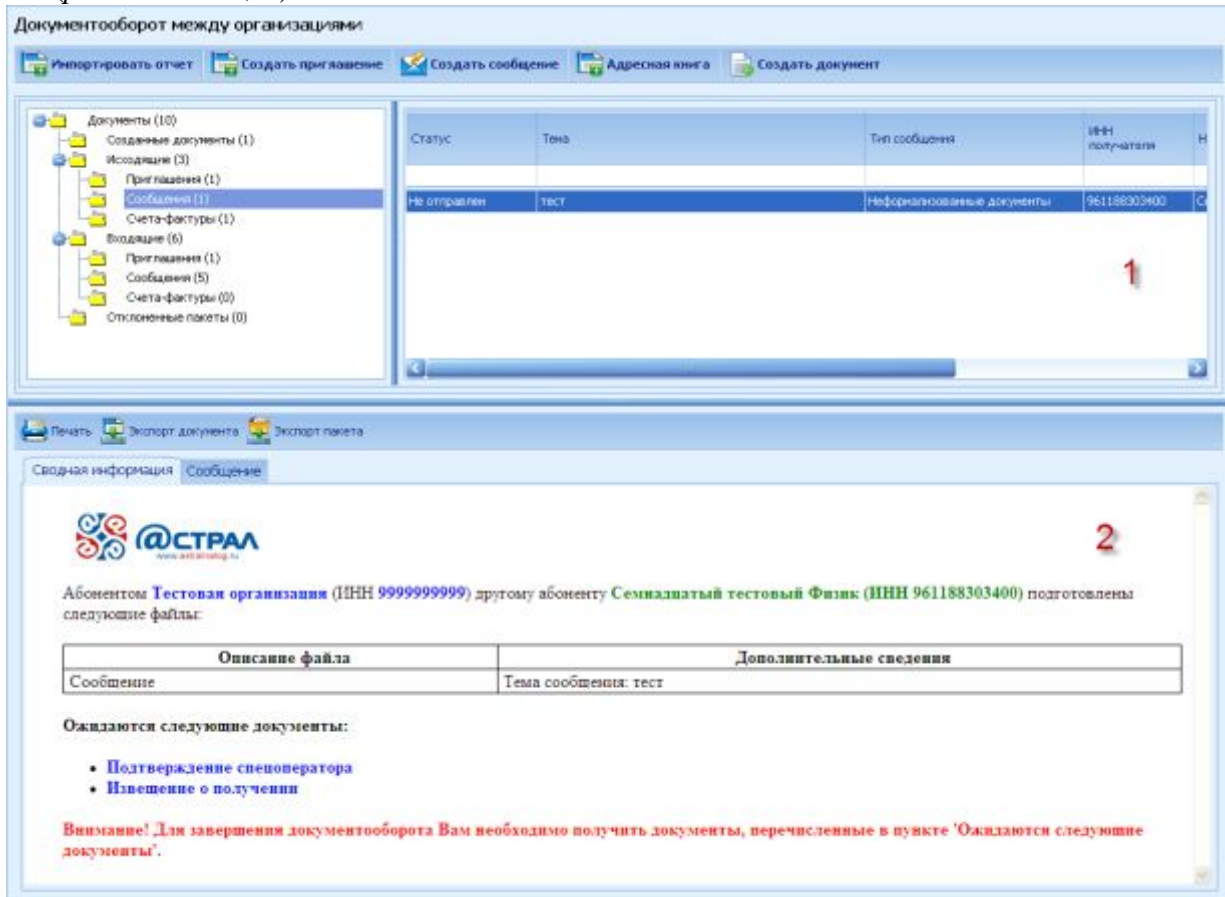 Документооборот между организациями
Импортировать отчет Создать приглашение Создать сообщение Адресная книга Создать документ
Документы (10)
Созданные документы (1)
Исходящие (3)
Приглашения (1)
Сообщения (1)
Счета-фактуры (1)
Входящие (6)
Приглашения (1)
Сообщения (5)
Счета-фактуры (0)
Отклоненные пакеты (0)
Статус Тема Тип сообщения ИНН получателя Н
Не отправлен тест Неформализованные документы 961188303400
1
Печать Экспорт документа Экспорт пакета
Сводная информация Сообщение
@СТРАЛ
www.astralnalog.ru
2
Абонентом Тестовая организация (ИНН 9999999999) другому абоненту Семнадцатый тестовый Физик (ИНН 961188303400) подготовлены
следующие файлы:
Описание файла Дополнительные сведения
Сообщение Тема сообщения: тест
Ожидаются следующие документы:
• Подтверждение спецоператора
• Извещение о получении
Внимание! Для завершения документооборота Вам необходимо получить документы, перечисленные в пункте 'Ожидаются следующие
документы'.